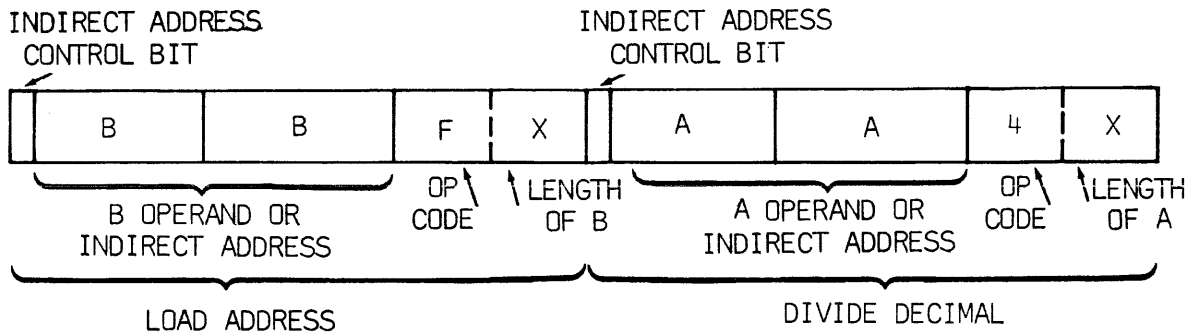 INDIRECT ADDRESS
CONTROL BIT
INDIRECT ADDRESS
CONTROL BIT
B B F X A A 4 X
B OPERAND OR
INDIRECT ADDRESS
OP
CODE
LENGTH
OF B
A OPERAND OR
INDIRECT ADDRESS
OP
CODE
LENGTH
OF A
LOAD ADDRESS
DIVIDE DECIMAL